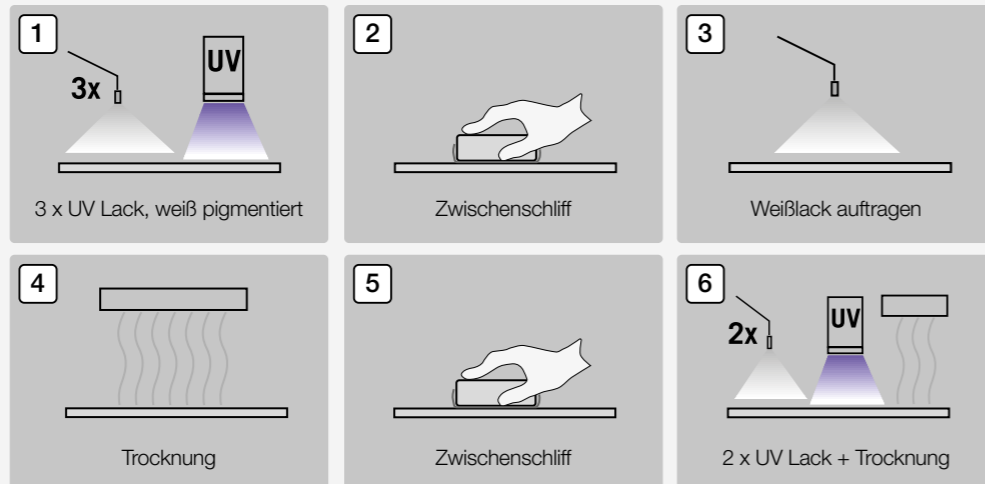 1
3x
UV
3 x UV Lack, weiß pigmentiert
2
Zwischenschliff
3
Weißlack auftragen
4
Trocknung
5
Zwischenschliff
6
2x
UV
2 x UV Lack + Trocknung